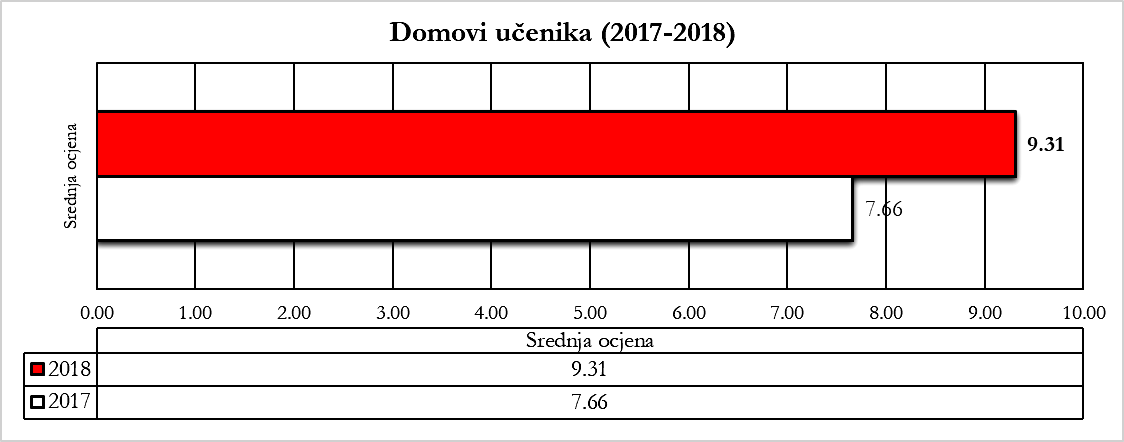 Domovi učenika (2017-2018)
Srednja ocjena
9.31
7.66
0.00 1.00 2.00 3.00 4.00 5.00 6.00 7.00 8.00 9.00 10.00
Srednja ocjena
2018 9.31
2017 7.66